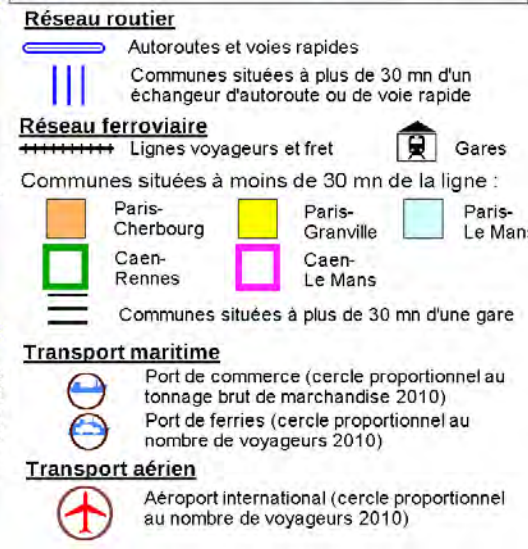 Réseau routier
Autoroutes et voies rapides
Communes situées à plus de 30 mn d'un
échangeur d'autoroute ou de voie rapide
Réseau ferroviaire
Lignes voyageurs et fret
Gares
Communes situées à moins de 30 mn de la ligne :
Paris-
Cherbourg
Paris-
Granville
Paris-
Le Mans
Caen-
Rennes
Caen-
Le Mans
Communes situées à plus de 30 mn d'une gare
Transport maritime
Port de commerce (cercle proportionnel au
tonnage brut de marchandise 2010)
Port de ferries (cercle proportionnel au
nombre de voyageurs 2010)
Transport aérien
Aéroport international (cercle proportionnel
au nombre de voyageurs 2010)